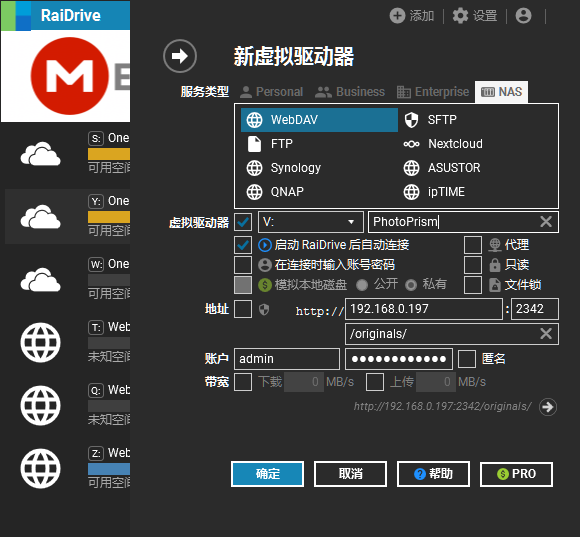 RaiDrive
添加 | 设置 |
M E
新虚拟驱动器
服务类型 Personal Business Enterprise NAS
WebDAV SFTP
FTP Nextcloud
Synology ASUSTOR
QNAP ipTIME
S: One
可用空间
Y: One
可用空间
W: One
可用空间
T: Web
未知空间
Q: Web
未知空间
Z: Web
可用空间
虚拟驱动器 V: PhotoPrism
启动 RaiDrive 后自动连接 代理
在连接时输入账号密码 只读
$ 模拟本地磁盘 公开 私有 文件锁
地址 http:// 192.168.0.197 : 2342
/originals/
账户 admin ●●●●●●●●●●●● 匿名
带宽 下载 0 MB/s 上传 0 MB/s
http://192.168.0.197:2342/originals/
确定 取消 ? 帮助 $ PRO